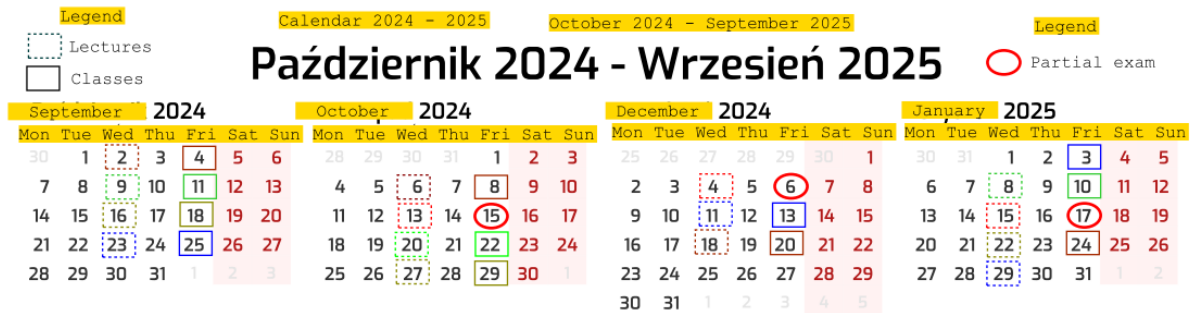 Legend
Calendar 2024 - 2025
October 2024 - September 2025
Legend
Lectures
Październik 2024 - Wrzesień 2025
Partial exam
Classes
September 2024
October 2024
December 2024
January 2025
Mon Tue Wed Thu Fri Sat Sun
Mon Tue Wed Thu Fri Sat Sun
Mon Tue Wed Thu Fri Sat Sun
Mon Tue Wed Thu Fri Sat Sun
30 1 2 3 4 5 6
28 29 30 31 1 2 3
25 26 27 28 29 30 1
30 31 1 2 3 4 5
7 8 9 10 11 12 13
4 5 6 7 8 9 10
2 3 4 5 6 7 8
6 7 8 9 10 11 12
14 15 16 17 18 19 20
11 12 13 14 15 16 17
9 10 11 12 13 14 15
13 14 15 16 17 18 19
21 22 23 24 25 26 27
18 19 20 21 22 23 24
16 17 18 19 20 21 22
20 21 22 23 24 25 26
28 29 30 31 1 2 3
25 26 27 28 29 30 1
23 24 25 26 27 28 29
27 28 29 30 31 1 2
30 31 1 2 3 4 5